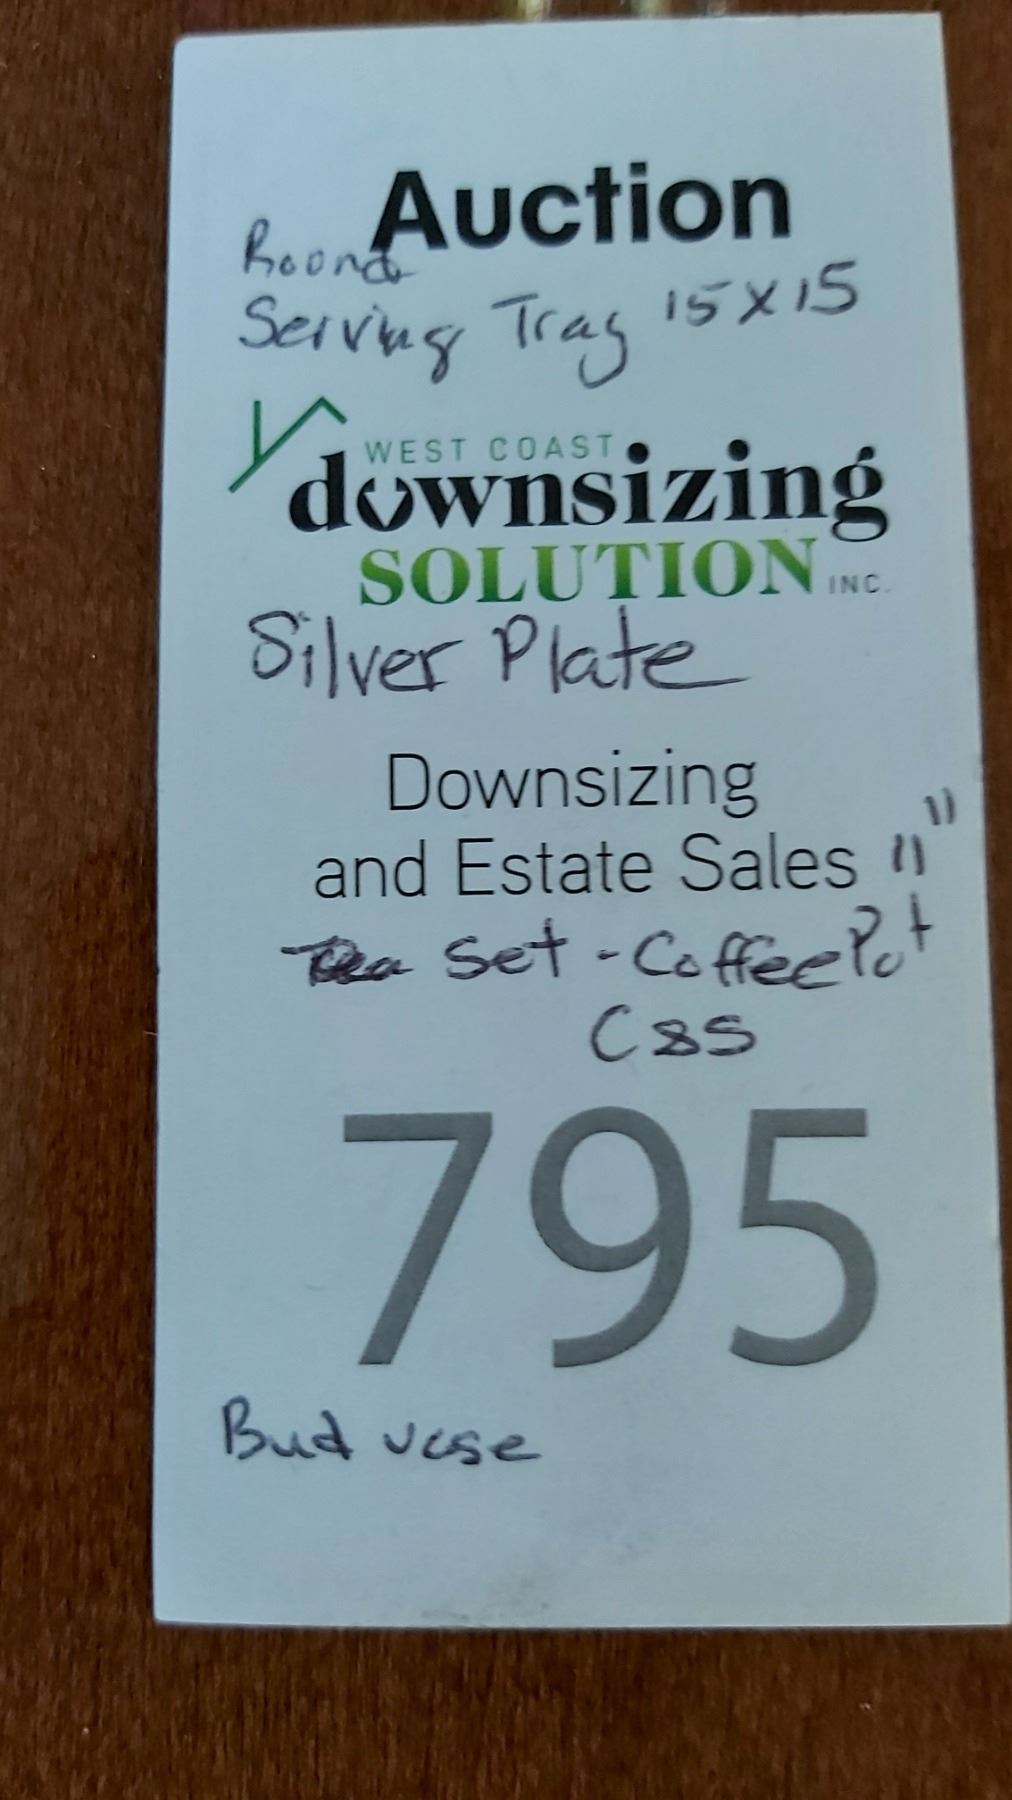 Auction
Round
Serving Tray 15 x 15
WEST COAST
downsizing
SOLUTION INC.
Silver Plate
Downsizing
and Estate Sales 11"
Tea Set - Coffee Pot
C&S
795
Bud vase